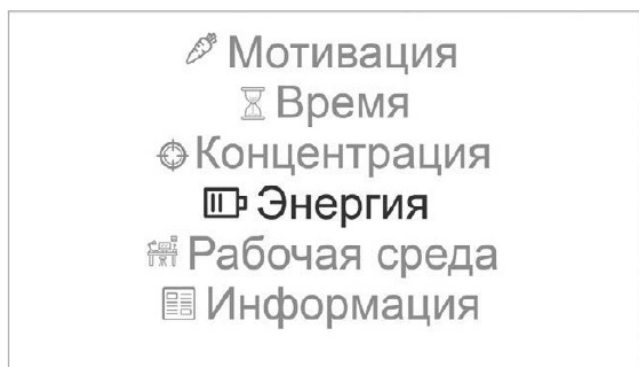 Мотивация
Время
Концентрация
Энергия
Рабочая среда
Информация